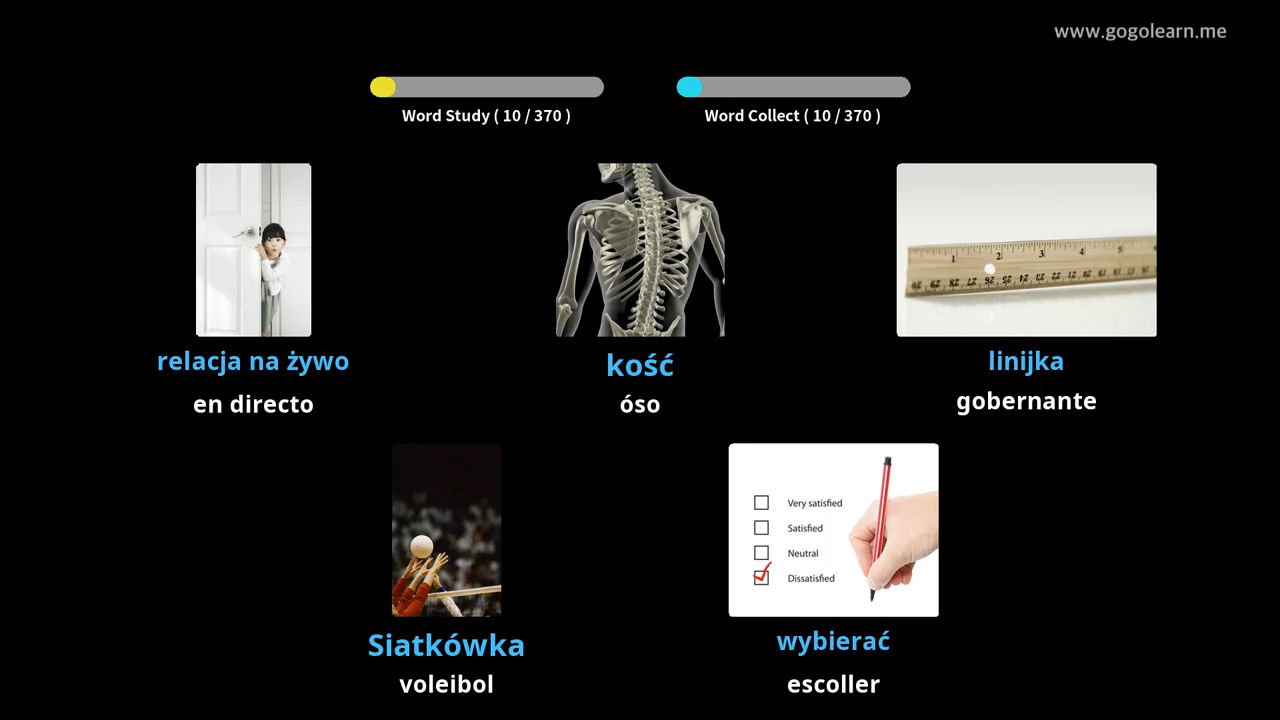 www.gogolearn.me
Word Study ( 10 / 370 )
Word Collect ( 10 / 370 )
relacja na żywo
en directo
kość
óso
linijka
gobernante
Siatkówka
voleibol
Very satisfied
Satisfied
Neutral
Dissatisfied
wybierać
escoller